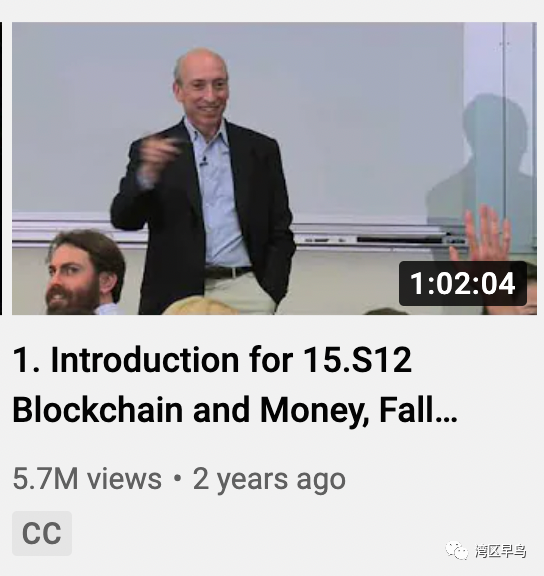 1:02:04
1. Introduction for 15.S12
Blockchain and Money, Fall...
5.7M views • 2 years ago
CC
湾区早鸟